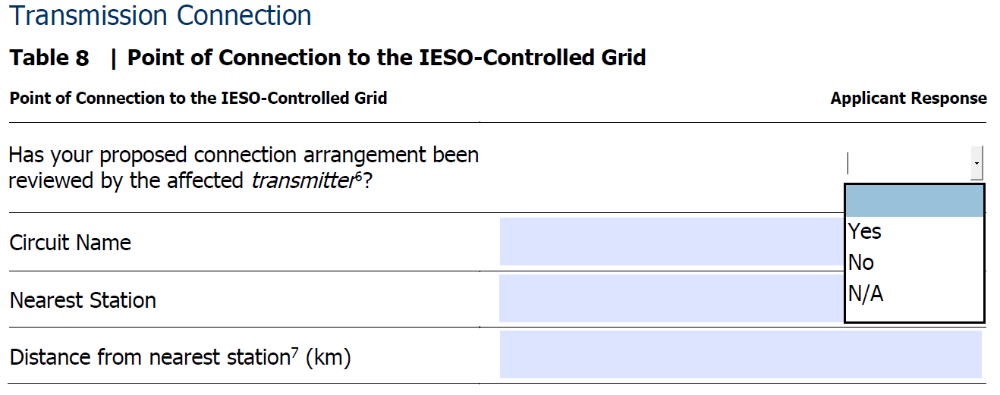 Transmission Connection
Table 8 | Point of Connection to the IESO-Controlled Grid
Point of Connection to the IESO-Controlled Grid Applicant Response
Has your proposed connection arrangement been
reviewed by the affected transmitter⁶?
Yes
No
N/A
Circuit Name
Nearest Station
Distance from nearest station⁷ (km)